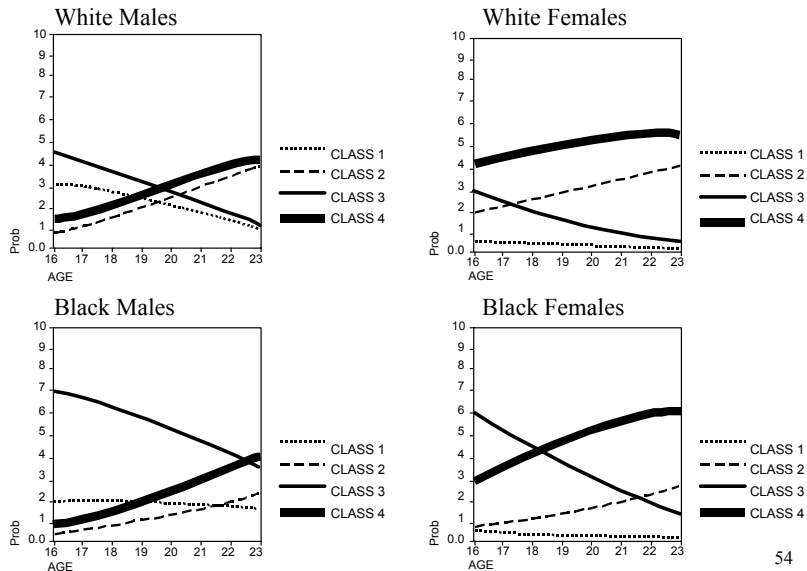 White Males
10
9
8
7
6
5
4
3
2
1
0.0
Prob
16 17 18 19 20 21 22 23
AGE
CLASS 1
CLASS 2
CLASS 3
CLASS 4
White Females
10
9
8
7
6
5
4
3
2
1
0.0
Prob
16 17 18 19 20 21 22 23
AGE
CLASS 1
CLASS 2
CLASS 3
CLASS 4
Black Males
10
9
8
7
6
5
4
3
2
1
0.0
Prob
16 17 18 19 20 21 22 23
AGE
CLASS 1
CLASS 2
CLASS 3
CLASS 4
Black Females
10
9
8
7
6
5
4
3
2
1
0.0
Prob
16 17 18 19 20 21 22 23
AGE
CLASS 1
CLASS 2
CLASS 3
CLASS 4
54